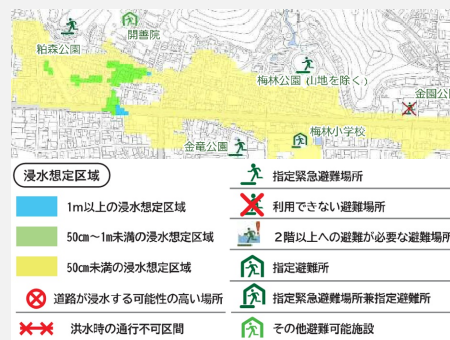 開善院
粕森公園
梅林公園(山地を除く)
金園公
梅林小学校
金竜公園
浸水想定区域
1m以上の浸水想定区域
50cm~1m未満の浸水想定区域
50cm未満の浸水想定区域
道路が浸水する可能性の高い場所
洪水時の通行不可区間
指定緊急避難場所
利用できない避難場所
2階以上への避難が必要な避難場所
指定避難所
指定緊急避難場所兼指定避難所
その他避難可能施設